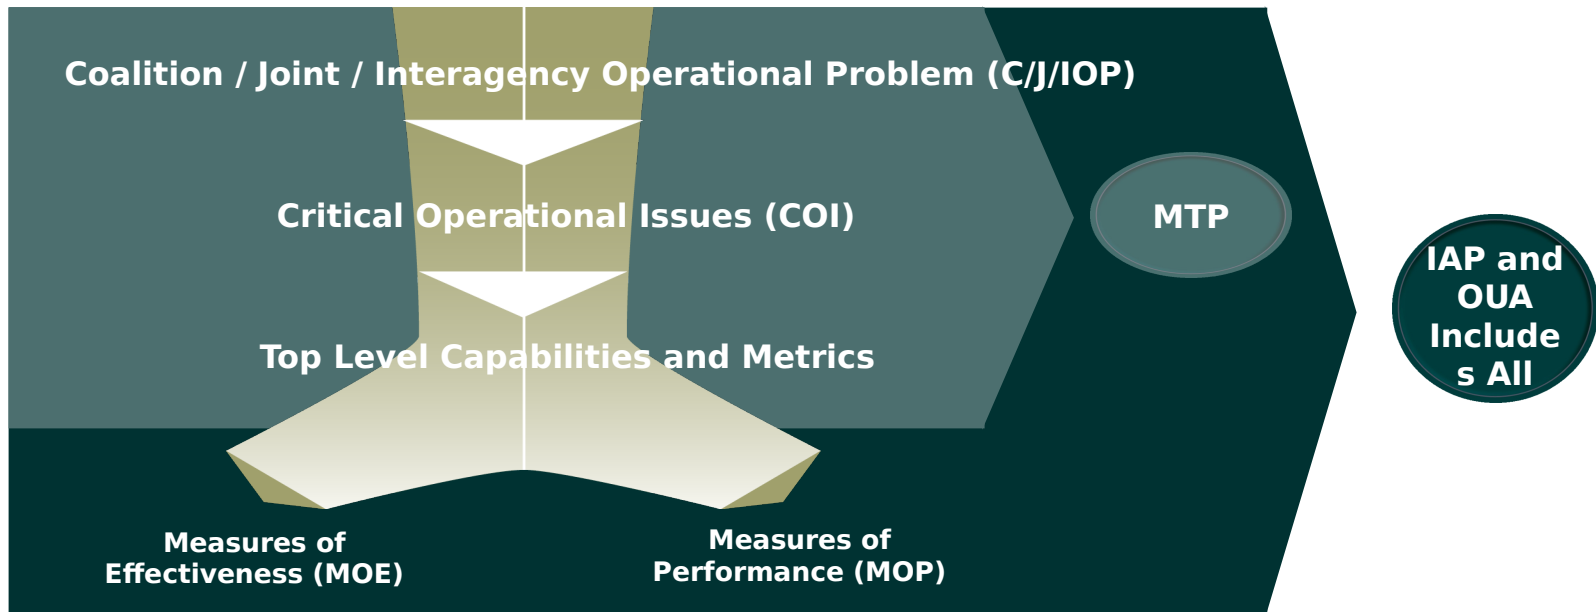 Coalition / Joint / Interagency Operational Problem (C/J/IOP)
Critical Operational Issues (COI)
MTP
IAP and
OUA
Include
s All
Top Level Capabilities and Metrics
Measures of
Effectiveness (MOE)
Measures of
Performance (MOP)